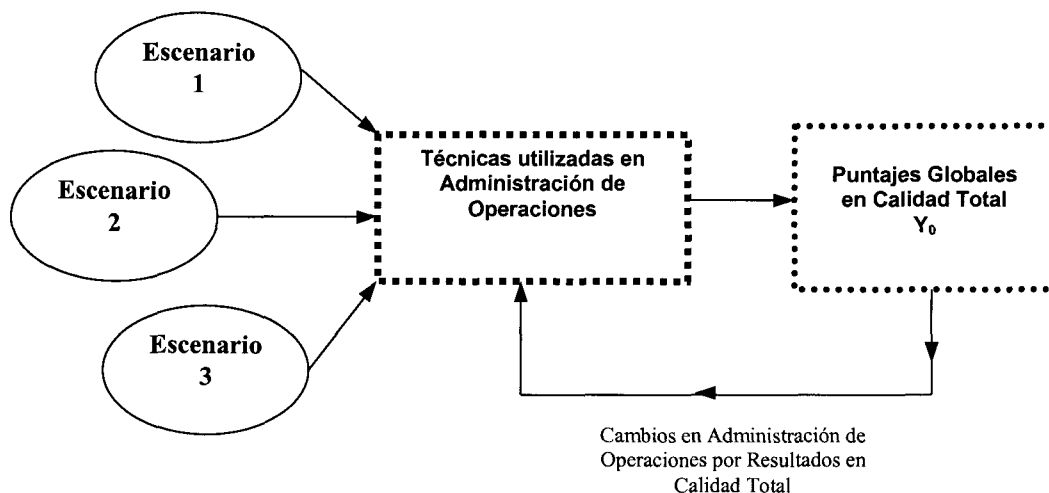 Escenario
1
Escenario
2
Escenario
3
Técnicas utilizadas en
Administración de
Operaciones
Puntajes Globales
en Calidad Total
Y₀
Cambios en Administración de
Operaciones por Resultados en
Calidad Total